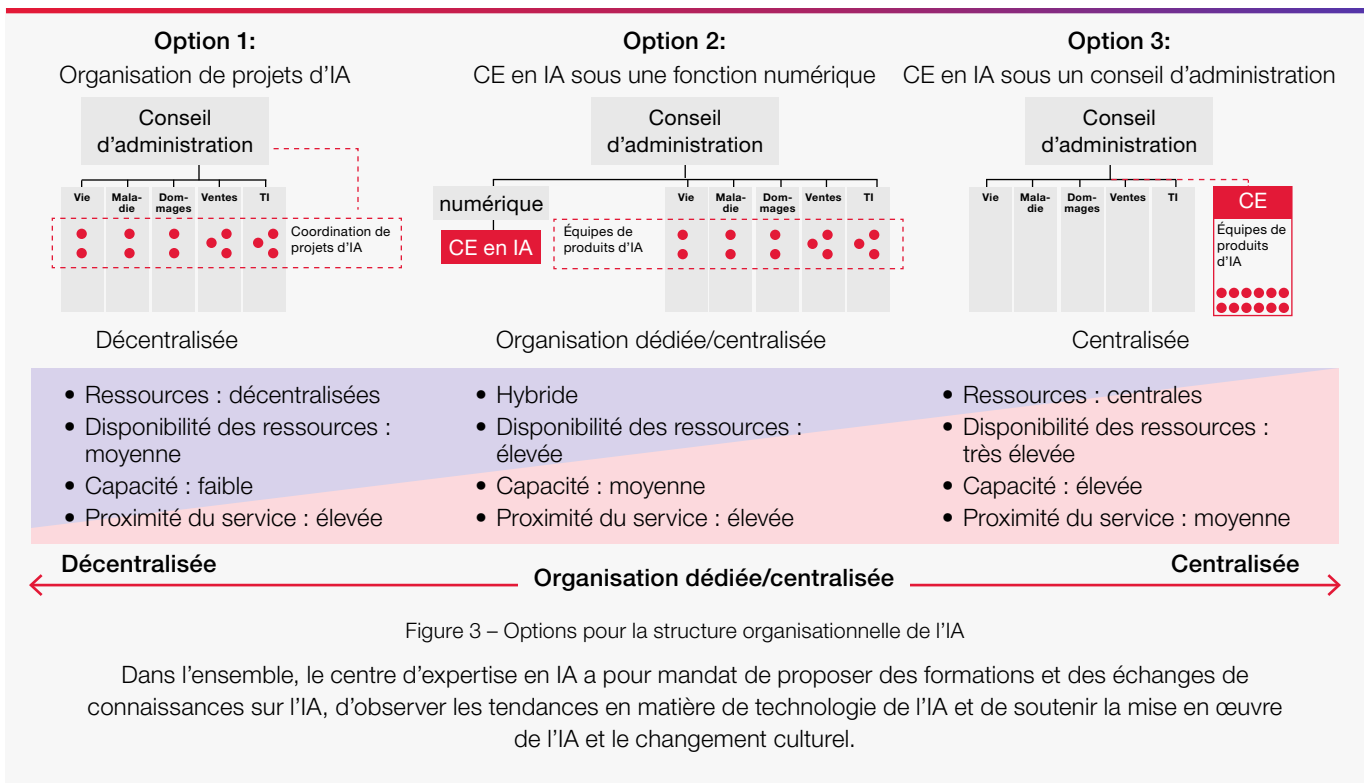 Option 1:
Organisation de projets d'IA
Conseil
d'administration
Vie
Mala-
die
Dom-
mages
Ventes
TI
Coordination de
projets d'IA
Décentralisée
Option 2:
CE en IA sous une fonction numérique
Conseil
d'administration
numérique
CE en IA
Équipes de
produits d'IA
Vie
Mala-
die
Dom-
mages
Ventes
TI
Organisation dédiée/centralisée
Option 3:
CE en IA sous un conseil d'administration
Conseil
d'administration
Vie
Mala-
die
Dom-
mages
Ventes
TI
CE
Équipes de
produits
d'IA
Centralisée
• Ressources : décentralisées
• Disponibilité des ressources :
moyenne
• Capacité : faible
• Proximité du service : élevée
• Hybride
• Disponibilité des ressources :
élevée
• Capacité : moyenne
• Proximité du service : élevée
• Ressources : centrales
• Disponibilité des ressources :
très élevée
• Capacité : élevée
• Proximité du service : moyenne
Décentralisée
Organisation dédiée/centralisée
Centralisée
Figure 3 – Options pour la structure organisationnelle de l'IA
Dans l'ensemble, le centre d'expertise en IA a pour mandat de proposer des formations et des échanges de
connaissances sur l'IA, d'observer les tendances en matière de technologie de l'IA et de soutenir la mise en œuvre
de l'IA et le changement culturel.